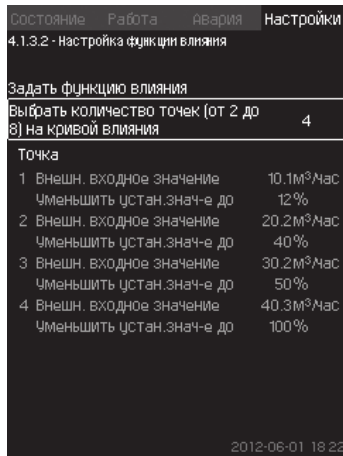 Состояние Работа Авария Настройки
4.1.3.2 - Настройка функции влияния
Задать функцию влияния
Выбрать количество точек (от 2 до
8) на кривой влияния 4
Точка
1 Внешн. входное значение 10.1м³/час
Уменьшить устан.знач-е до 12%
2 Внешн. входное значение 20.2м³/час
Уменьшить устан.знач-е до 40%
3 Внешн. входное значение 30.2м³/час
Уменьшить устан.знач-е до 50%
4 Внешн. входное значение 40.3м³/час
Уменьшить устан.знач-е до 100%
2012-06-01 18:22